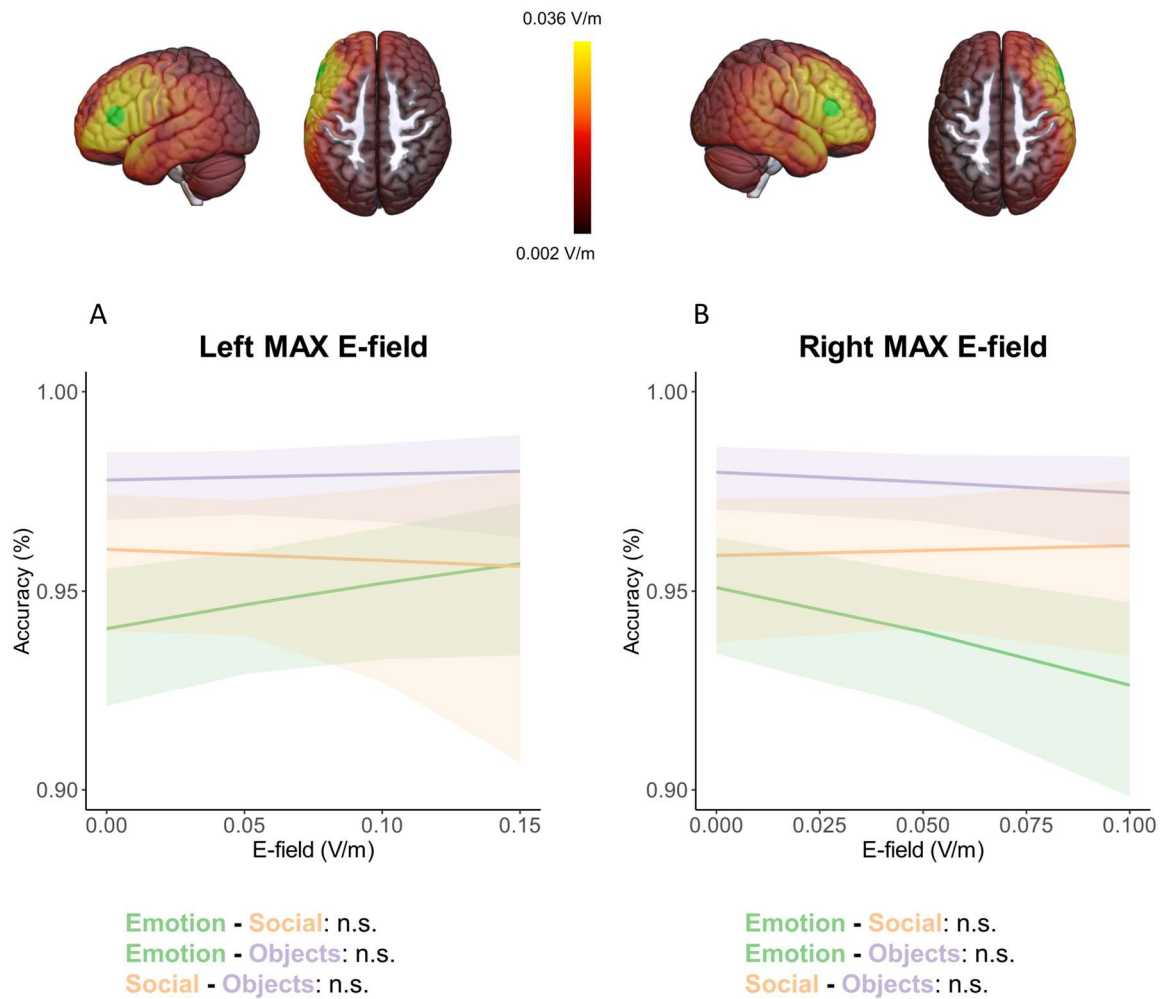 0.036 V/m
0.002 V/m
A
Left MAX E-field
1.00
0.95
0.90
Accuracy (%)
0.00 0.05 0.10 0.15
E-field (V/m)
Emotion - Social: n.s.
Emotion - Objects: n.s.
Social - Objects: n.s.
B
Right MAX E-field
1.00
0.95
0.90
Accuracy (%)
0.000 0.025 0.050 0.075 0.100
E-field (V/m)
Emotion - Social: n.s.
Emotion - Objects: n.s.
Social - Objects: n.s.